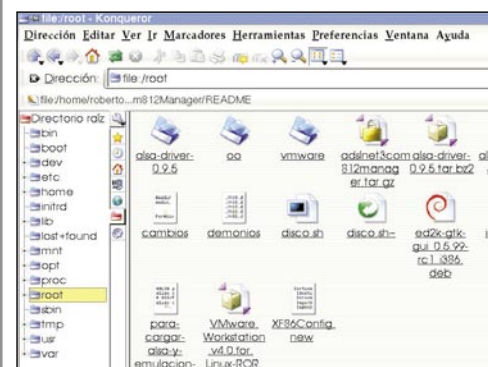 file:/root - Konqueror
Dirección Editar Ver Ir Marcadores Herramientas Preferencias Ventana Ayuda
Dirección: file:/root
file:/home/roberto...m812Manager/README
Directorio raíz
bin
boot
dev
etc
home
initrd
lib
lost+found
mnt
opt
proc
root
sbin
tmp
usr
var
alsa-driver-
0.9.5
oo
vmware
adslnet3com
812manag
er.tar.gz
alsa-driver-
0.9.5.tar.bz2
cambios
demonios
disco.sh
disco.sh~
ed2k-gtk-
gui_0.5.99-
rc1_i386.
deb
para-
cargar-
alsa-y-
emulacion-
VMware.
Workstation
.v4.0.for.
Linux-ROR
XF86Config.
new